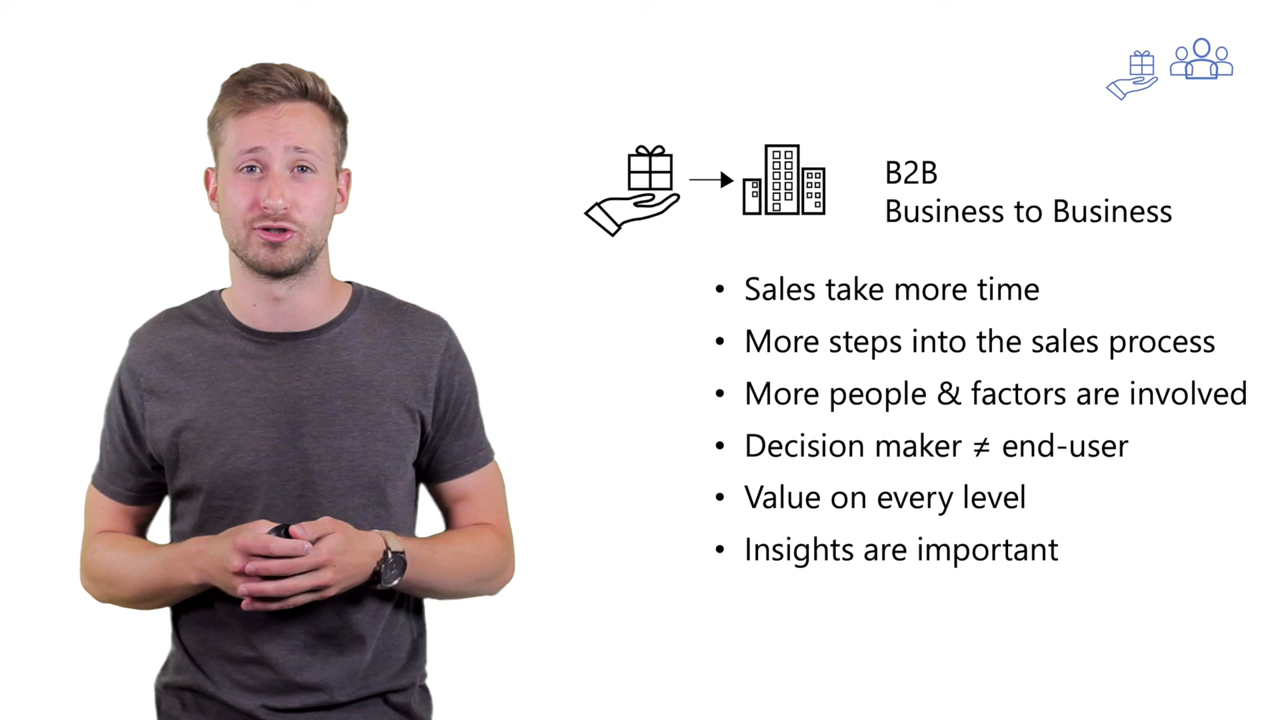 B2B
Business to Business
• Sales take more time
• More steps into the sales process
• More people & factors are involved
• Decision maker ≠ end-user
• Value on every level
• Insights are important